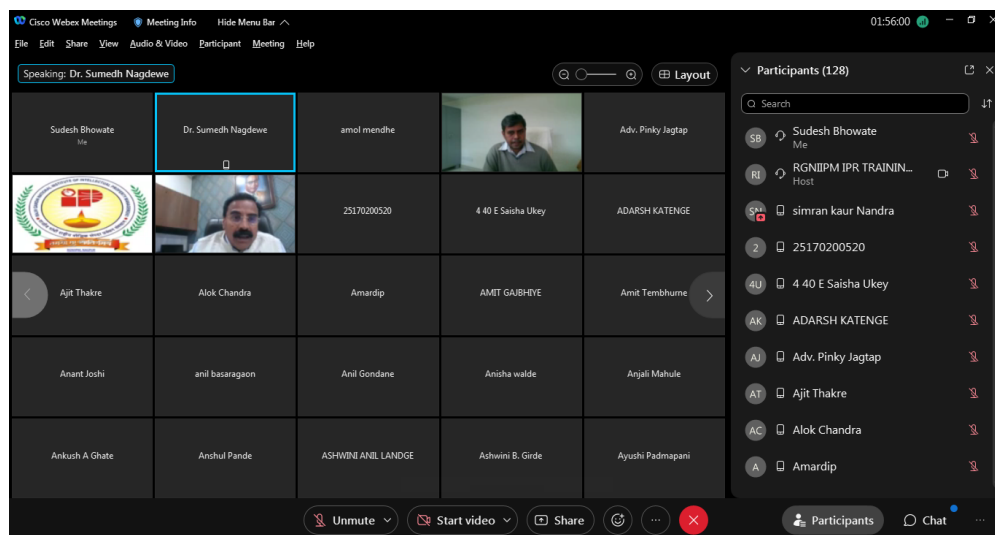 Cisco Webex Meetings Meeting Info Hide Menu Bar 01:56:00
File Edit Share View Audio & Video Participant Meeting Help
Speaking: Dr. Sumedh Nagdewe
Layout
Sudesh Bhowate
Me
Dr. Sumedh Nagdewe
amol mendhe
Adv. Pinky Jagtap
25170200520
4 40 E Saisha Ukey
ADARSH KATENGE
Ajit Thakre
Alok Chandra
Amardip
AMIT GAJBHIYE
Amit Tembhurne
Anant Joshi
anil basaragaon
Anil Gondane
Anisha walde
Anjali Mahule
Ankush A Ghate
Anshul Pande
ASHWINI ANIL LANDGE
Ashwini B. Girde
Ayushi Padmapani
Participants (128)
Search
SB Sudesh Bhowate
Me
RI RGNIIPM IPR TRAININ...
Host
SN simran kaur Nandra
2 25170200520
4U 4 40 E Saisha Ukey
AK ADARSH KATENGE
AJ Adv. Pinky Jagtap
AT Ajit Thakre
AC Alok Chandra
A Amardip
Unmute Start video Share ... Participants Chat ...